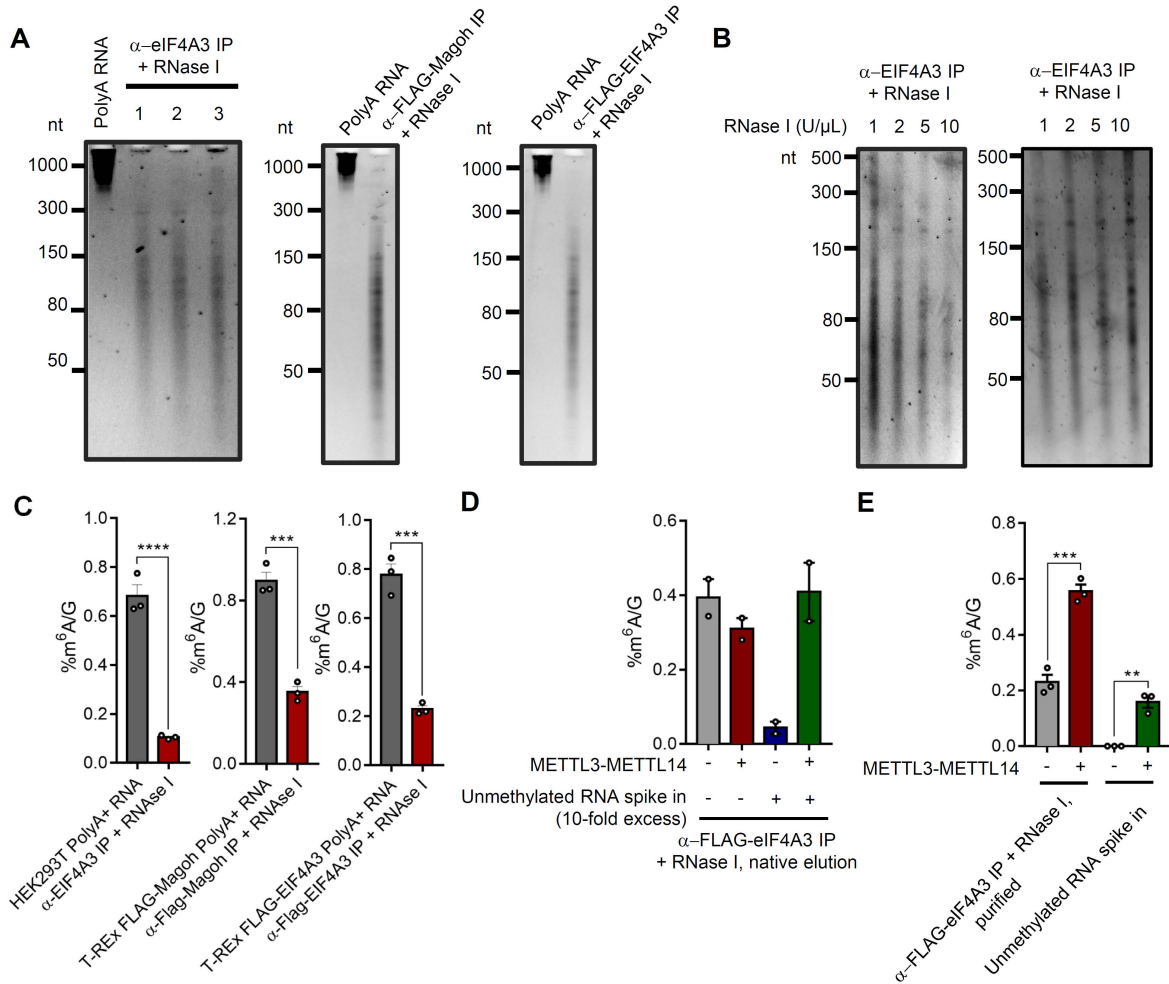 A
PolyA RNA
α–eIF4A3 IP
+ RNase I
1 2 3
nt
1000
300
150
80
50
PolyA RNA
α–FLAG-Magoh IP
+ RNase I
nt
1000
300
150
80
50
PolyA RNA
α–FLAG-EIF4A3 IP
+ RNase I
nt
1000
300
150
80
50
B
α–EIF4A3 IP
+ RNase I
α–EIF4A3 IP
+ RNase I
RNase I (U/μL) 1 2 5 10 1 2 5 10
nt
500
300
150
80
50
500
300
150
80
50
C
%m⁶A/G
1.0
0.8
0.6
0.4
0.2
0.0
****
HEK293T PolyA+ RNA
α-EIF4A3 IP + RNAse I
%m⁶A/G
1.2
0.8
0.4
0.0
***
T-REx FLAG-Magoh PolyA+ RNA
α-Flag-Magoh IP + RNAse I
%m⁶A/G
1.0
0.8
0.6
0.4
0.2
0.0
***
T-REx FLAG-EIF4A3 PolyA+ RNA
α-Flag-EIF4A3 IP + RNAse I
D
%m⁶A/G
0.6
0.4
0.2
0.0
METTL3-METTL14 - + - +
Unmethylated RNA spike in - - + +
(10-fold excess)
α-FLAG-eIF4A3 IP
+ RNase I, native elution
E
%m⁶A/G
0.8
0.6
0.4
0.2
0.0
***
**
METTL3-METTL14 - + - +
α–FLAG-eIF4A3 IP + RNase I,
purified
Unmethylated RNA spike in